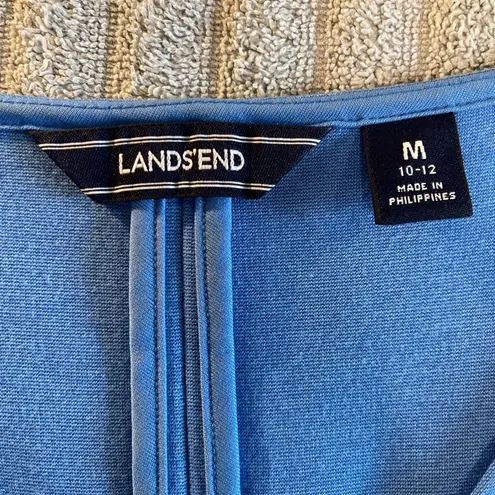 LANDS'END
M
10-12
MADE IN
PHILIPPINES